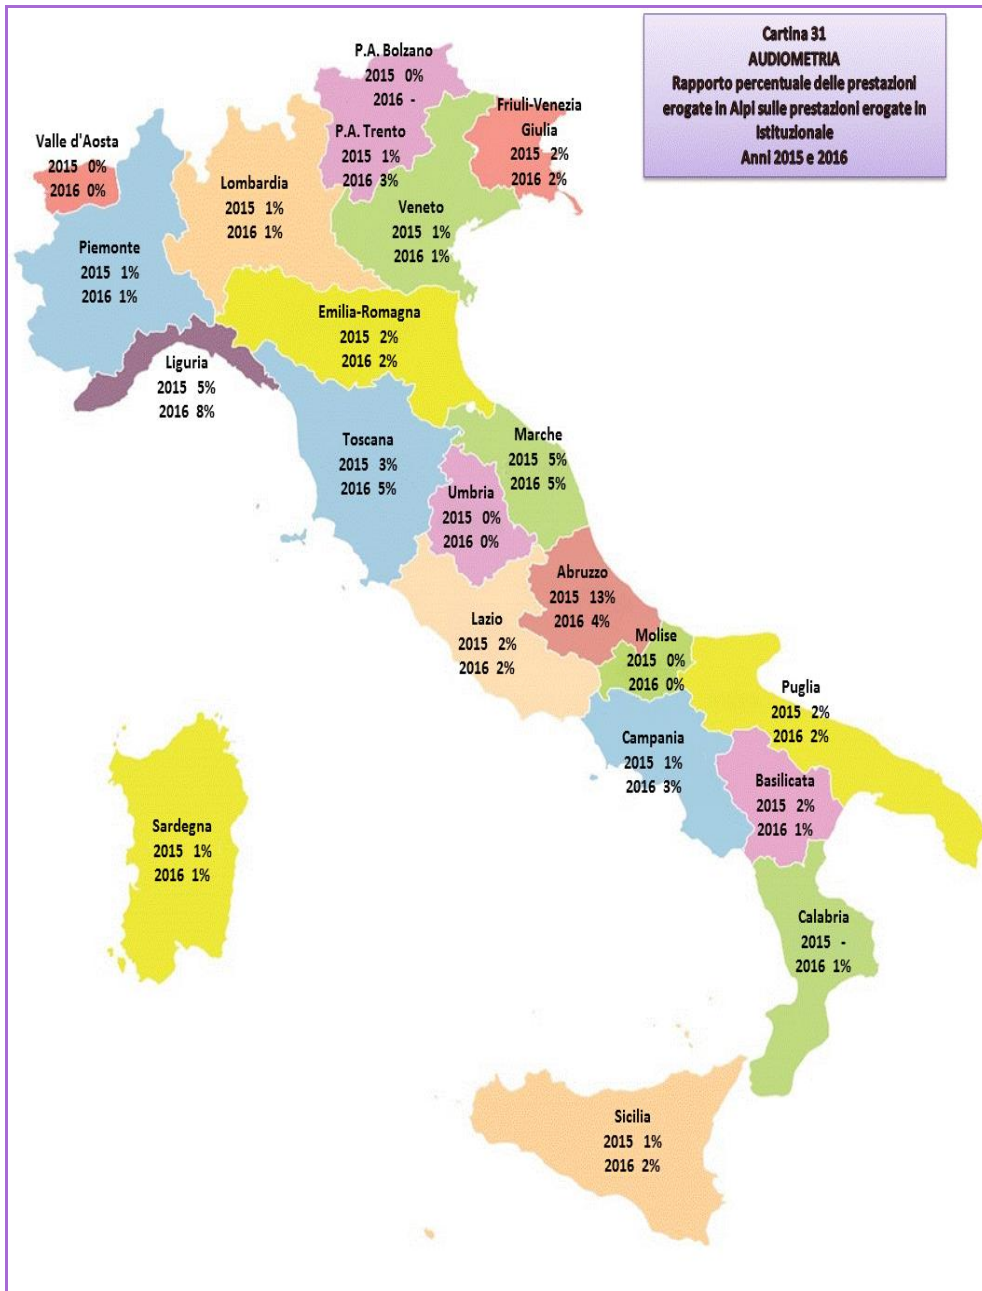 Cartina 31
AUDIOMETRIA
Rapporto percentuale delle prestazioni
erogate in Alpi sulle prestazioni erogate in
Istituzionale
Anni 2015 e 2016
P.A. Bolzano
2015 0%
2016 -
Friuli-Venezia
Giulia
2015 2%
2016 2%
P.A. Trento
2015 1%
2016 3%
Valle d'Aosta
2015 0%
2016 0%
Lombardia
2015 1%
2016 1%
Veneto
2015 1%
2016 1%
Piemonte
2015 1%
2016 1%
Emilia-Romagna
2015 2%
2016 2%
Liguria
2015 5%
2016 8%
Toscana
2015 3%
2016 5%
Marche
2015 5%
2016 5%
Umbria
2015 0%
2016 0%
Abruzzo
2015 13%
2016 4%
Lazio
2015 2%
2016 2%
Molise
2015 0%
2016 0%
Puglia
2015 2%
2016 2%
Campania
2015 1%
2016 3%
Basilicata
2015 2%
2016 1%
Sardegna
2015 1%
2016 1%
Calabria
2015 -
2016 1%
Sicilia
2015 1%
2016 2%